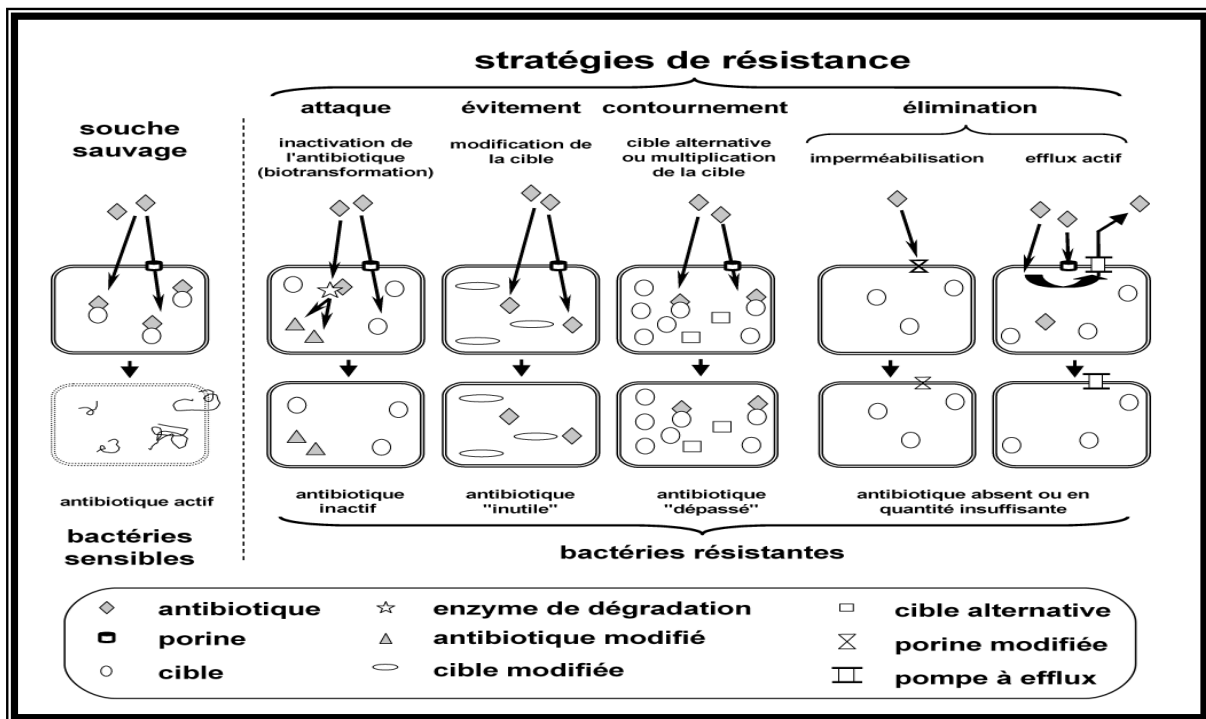 stratégies de résistance
souche
sauvage
attaque
inactivation de
l'antibiotique
(biotransformation)
évitement
modification de
la cible
contournement
cible alternative
ou multiplication
de la cible
élimination
imperméabilisation
efflux actif
antibiotique actif
bactéries
sensibles
antibiotique
inactif
antibiotique
"inutile"
antibiotique
"dépassé"
antibiotique absent ou en
quantité insuffisante
bactéries résistantes
antibiotique
porine
cible
enzyme de dégradation
antibiotique modifié
cible modifiée
cible alternative
porine modifiée
pompe à efflux